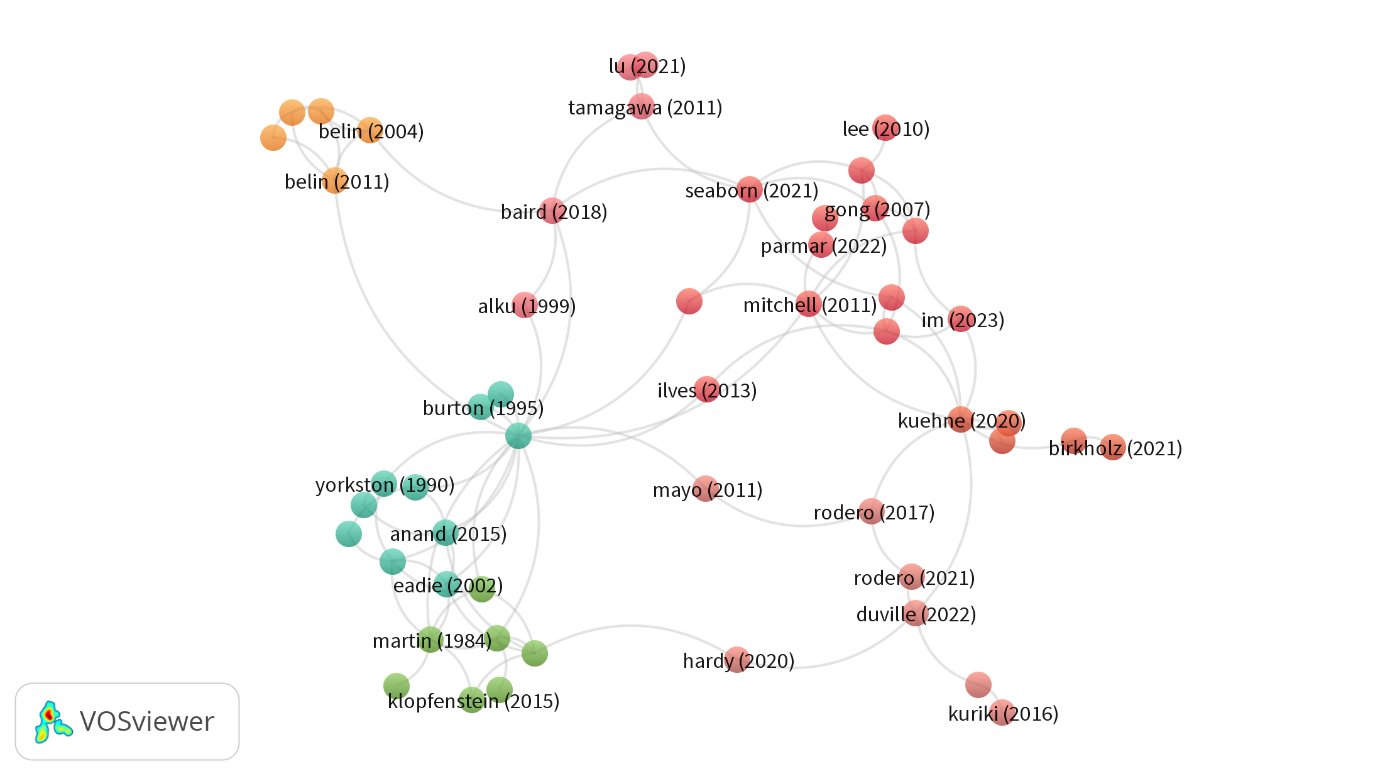 lu (2021)
tamagawa (2011)
belin (2004)
lee (2010)
belin (2011)
seaborn (2021)
baird (2018)
gong (2007)
parmar (2022)
alku (1999)
mitchell (2011)
im (2023)
ilves (2013)
burton (1995)
kuehne (2020)
birkholz (2021)
yorkston (1990)
mayo (2011)
rodero (2017)
anand (2015)
rodero (2021)
eadie (2002)
duville (2022)
martin (1984)
hardy (2020)
klopfenstein (2015)
kuriki (2016)
VOSviewer